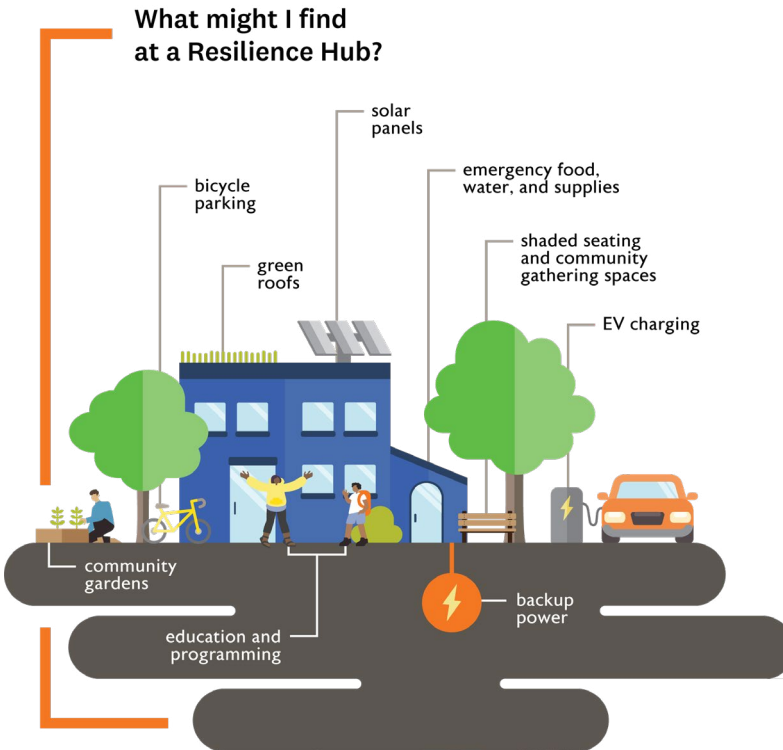 What might I find
at a Resilience Hub?
solar
panels
emergency food,
water, and supplies
bicycle
parking
shaded seating
and community
gathering spaces
green
roofs
EV charging
community
gardens
backup
power
education and
programming